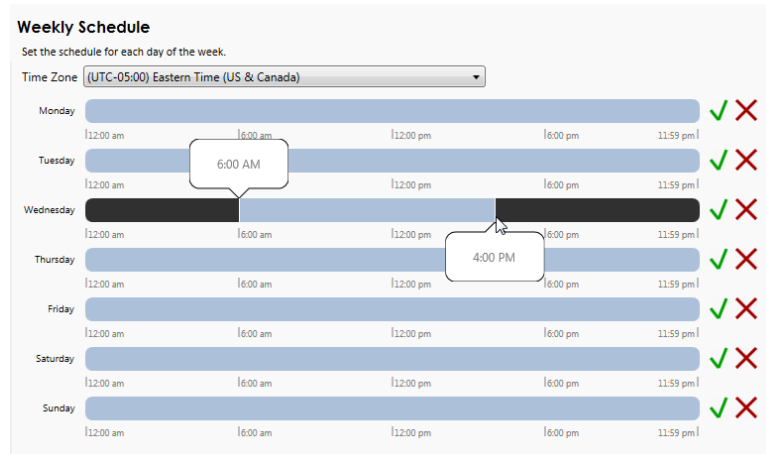 Weekly Schedule
Set the schedule for each day of the week.
Time Zone (UTC-05:00) Eastern Time (US & Canada)
Monday
12:00 am 6:00 am 12:00 pm 6:00 pm 11:59 pm
Tuesday 6:00 AM
12:00 am 12:00 pm 6:00 pm 11:59 pm
Wednesday
12:00 am 6:00 am 12:00 pm 6:00 pm 11:59 pm
Thursday 4:00 PM
12:00 am 6:00 am 12:00 pm 6:00 pm 11:59 pm
Friday
12:00 am 6:00 am 12:00 pm 6:00 pm 11:59 pm
Saturday
12:00 am 6:00 am 12:00 pm 6:00 pm 11:59 pm
Sunday
12:00 am 6:00 am 12:00 pm 6:00 pm 11:59 pm